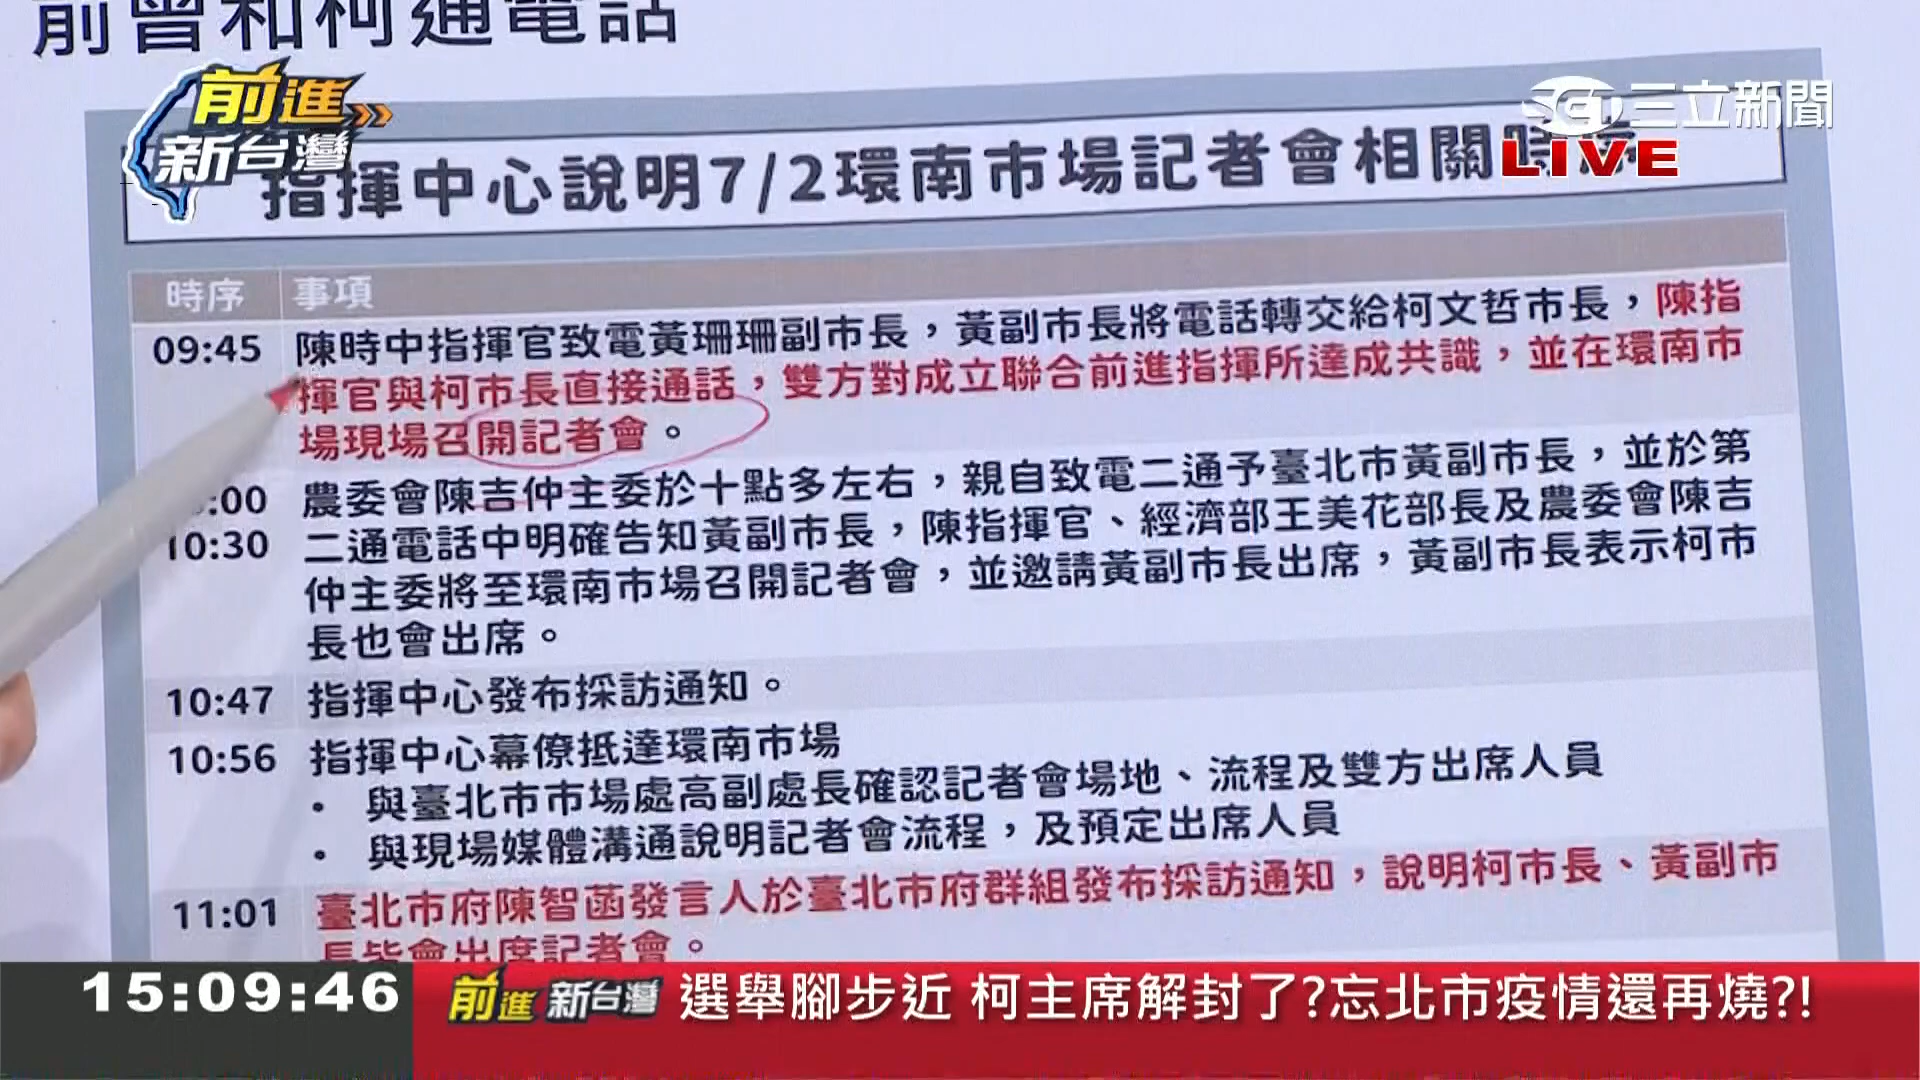 前曾和柯通電話
前進
新台灣
三立新聞
LIVE
指揮中心說明7/2環南市場記者會相關時序
時序 事項
09:45 陳時中指揮官致電黃珊珊副市長，黃副市長將電話轉交給柯文哲市長，陳指
揮官與柯市長直接通話，雙方對成立聯合前進指揮所達成共識，並在環南市
場現場召開記者會。
:00 農委會陳吉仲主委於十點多左右，親自致電二通予臺北市黃副市長，並於第
10:30 二通電話中明確告知黃副市長，陳指揮官、經濟部王美花部長及農委會陳吉
仲主委將至環南市場召開記者會，並邀請黃副市長出席，黃副市長表示柯市
長也會出席。
10:47 指揮中心發布採訪通知。
10:56 指揮中心幕僚抵達環南市場
• 與臺北市市場處高副處長確認記者會場地、流程及雙方出席人員
• 與現場媒體溝通說明記者會流程，及預定出席人員
11:01 臺北市府陳智菡發言人於臺北市府群組發布採訪通知，說明柯市長、黃副市
長皆會出席記者會。
15:09:46 前進新台灣 選舉腳步近 柯主席解封了?忘北市疫情還再燒?!